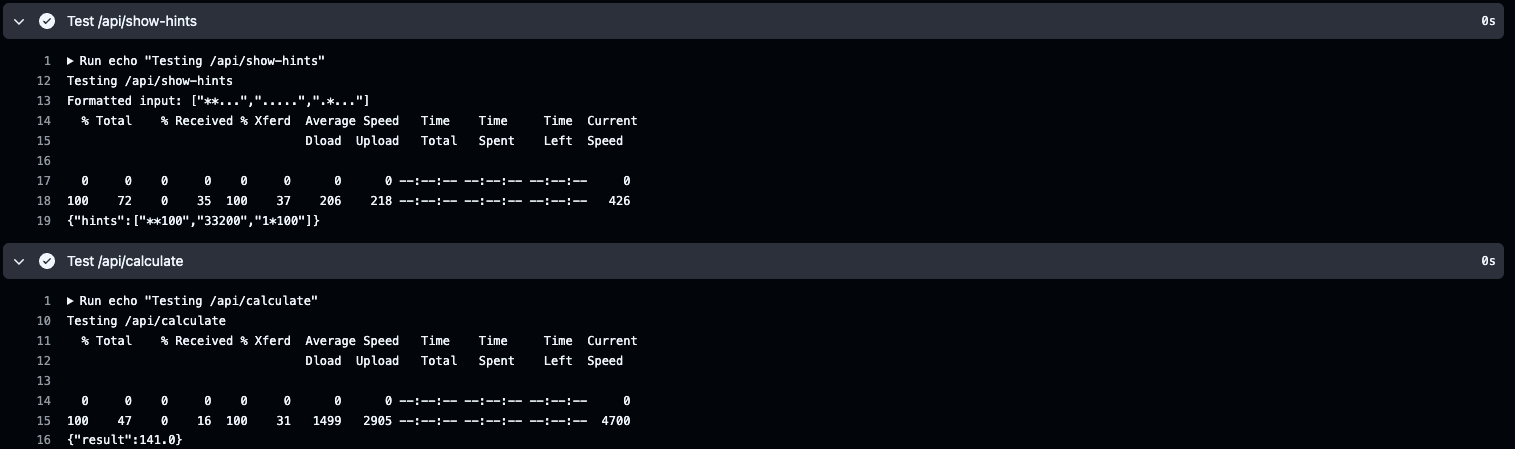 Test /api/show-hints 0s
1 Run echo "Testing /api/show-hints"
12 Testing /api/show-hints
13 Formatted input: ["**...",".....",".*..."]
14 % Total % Received % Xferd Average Speed Time Time Time Current
15 Dload Upload Total Spent Left Speed
16
17 0 0 0 0 0 0 0 0 --:--:-- --:--:-- --:--:-- 0
18 100 72 0 35 100 37 206 218 --:--:-- --:--:-- --:--:-- 426
19 {"hints":["**100","33200","1*100"]}
Test /api/calculate 0s
1 Run echo "Testing /api/calculate"
10 Testing /api/calculate
11 % Total % Received % Xferd Average Speed Time Time Time Current
12 Dload Upload Total Spent Left Speed
13
14 0 0 0 0 0 0 0 0 --:--:-- --:--:-- --:--:-- 0
15 100 47 0 16 100 31 1499 2905 --:--:-- --:--:-- --:--:-- 4700
16 {"result":141.0}